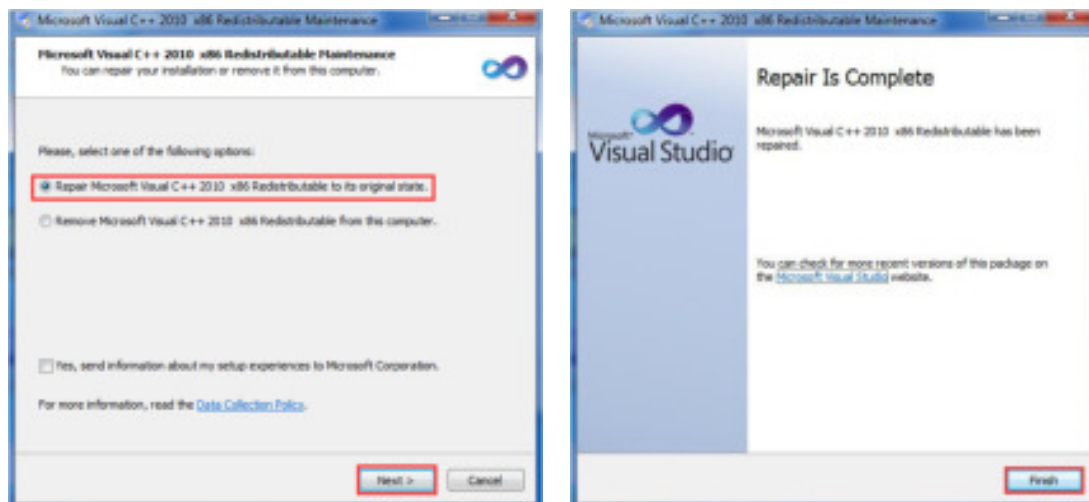 Microsoft Visual C++ 2010 x86 Redistributable Maintenance
Microsoft Visual C++ 2010 x86 Redistributable Maintenance
You can repair your installation or remove it from this computer.
Please, select one of the following options:
Repair Microsoft Visual C++ 2010 x86 Redistributable to its original state.
Remove Microsoft Visual C++ 2010 x86 Redistributable from this computer.
Yes, send information about my setup experiences to Microsoft Corporation.
For more information, read the Data Collection Policy.
Next >
Cancel
Microsoft Visual C++ 2010 x86 Redistributable Maintenance
Microsoft
Visual Studio
Repair Is Complete
Microsoft Visual C++ 2010 x86 Redistributable has been
repaired.
You can check for more recent versions of this package on
the Microsoft Visual Studio website.
Finish